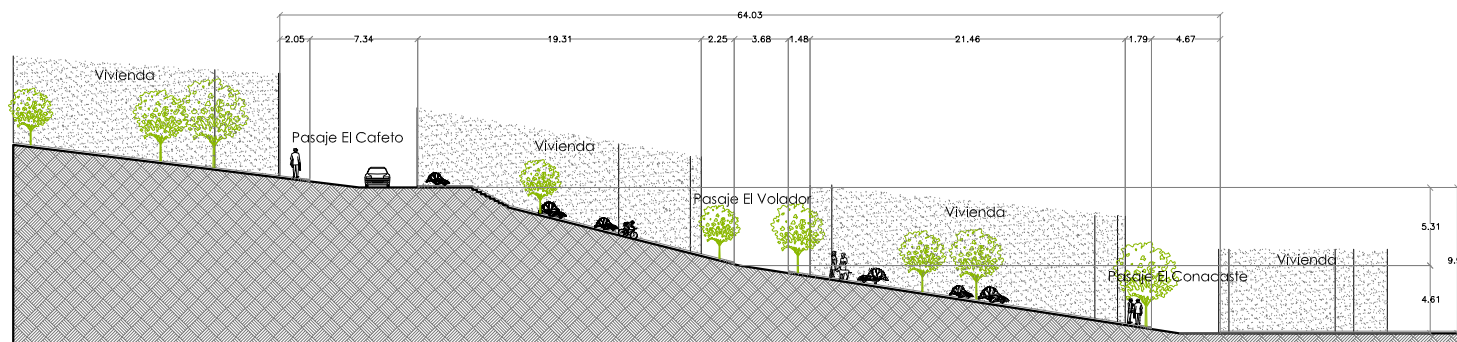 64.03
2.05
7.34
19.31
2.25
3.68
1.48
21.46
1.79
4.67
Vivienda
Pasaje El Cafeto
Vivienda
Pasaje El Volador
Vivienda
5.31
Vivienda
Pasaje El Conacaste
4.61